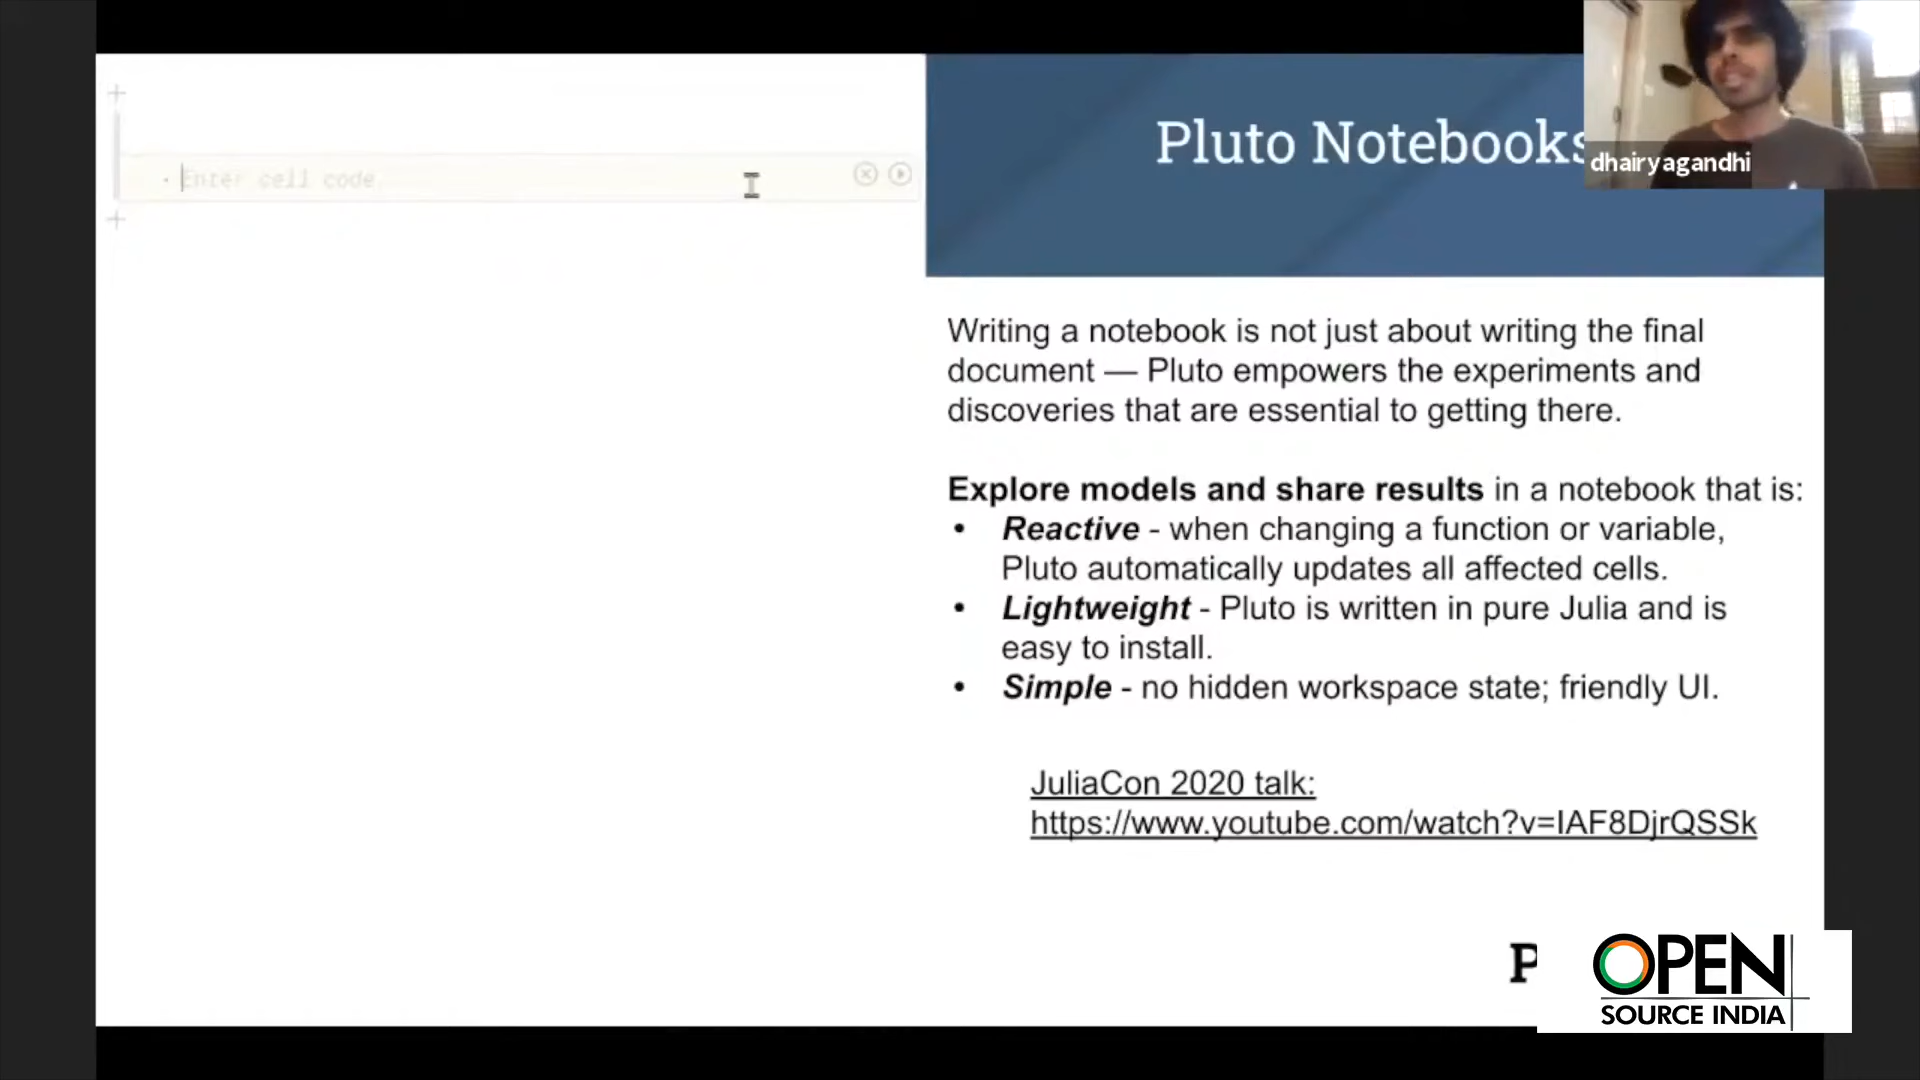 Enter cell code
Pluto Notebooks
dhairyagandhi
Writing a notebook is not just about writing the final
document — Pluto empowers the experiments and
discoveries that are essential to getting there.
Explore models and share results in a notebook that is:
• Reactive - when changing a function or variable,
Pluto automatically updates all affected cells.
• Lightweight - Pluto is written in pure Julia and is
easy to install.
• Simple - no hidden workspace state; friendly UI.
JuliaCon 2020 talk:
https://www.youtube.com/watch?v=IAF8DjrQSSk
P
OPEN
SOURCE INDIA